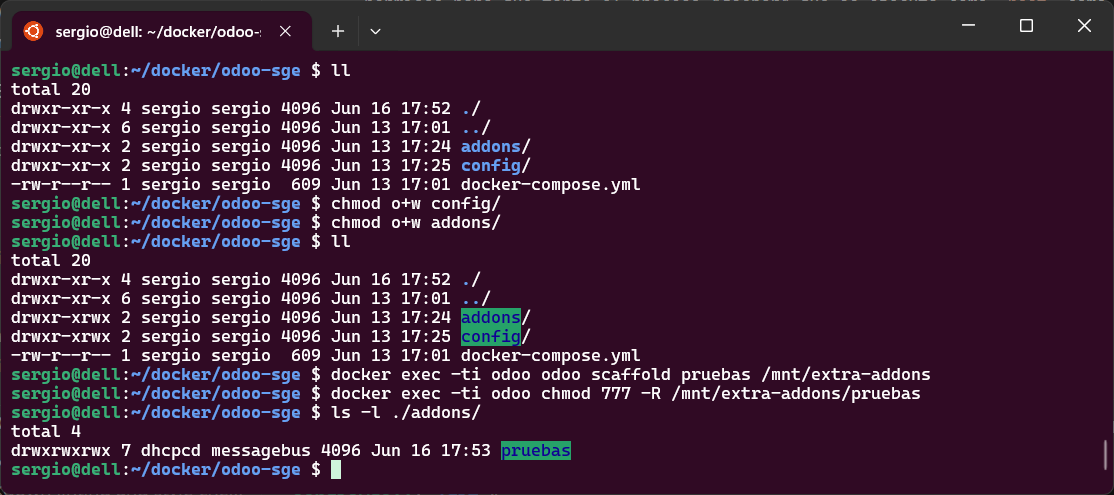 sergio@dell: ~/docker/odoo-s
sergio@dell:~/docker/odoo-sge $ ll
total 20
drwxr-xr-x 4 sergio sergio 4096 Jun 16 17:52 ./
drwxr-xr-x 6 sergio sergio 4096 Jun 13 17:01 ../
drwxr-xr-x 2 sergio sergio 4096 Jun 13 17:24 addons/
drwxr-xr-x 2 sergio sergio 4096 Jun 13 17:25 config/
-rw-r--r-- 1 sergio sergio  609 Jun 13 17:01 docker-compose.yml
sergio@dell:~/docker/odoo-sge $ chmod o+w config/
sergio@dell:~/docker/odoo-sge $ chmod o+w addons/
sergio@dell:~/docker/odoo-sge $ ll
total 20
drwxr-xr-x 4 sergio sergio 4096 Jun 16 17:52 ./
drwxr-xr-x 6 sergio sergio 4096 Jun 13 17:01 ../
drwxr-xrwx 2 sergio sergio 4096 Jun 13 17:24 addons/
drwxr-xrwx 2 sergio sergio 4096 Jun 13 17:25 config/
-rw-r--r-- 1 sergio sergio  609 Jun 13 17:01 docker-compose.yml
sergio@dell:~/docker/odoo-sge $ docker exec -ti odoo odoo scaffold pruebas /mnt/extra-addons
sergio@dell:~/docker/odoo-sge $ docker exec -ti odoo chmod 777 -R /mnt/extra-addons/pruebas
sergio@dell:~/docker/odoo-sge $ ls -l ./addons/
total 4
drwxrwxrwx 7 dhcpcd messagebus 4096 Jun 16 17:53 pruebas
sergio@dell:~/docker/odoo-sge $